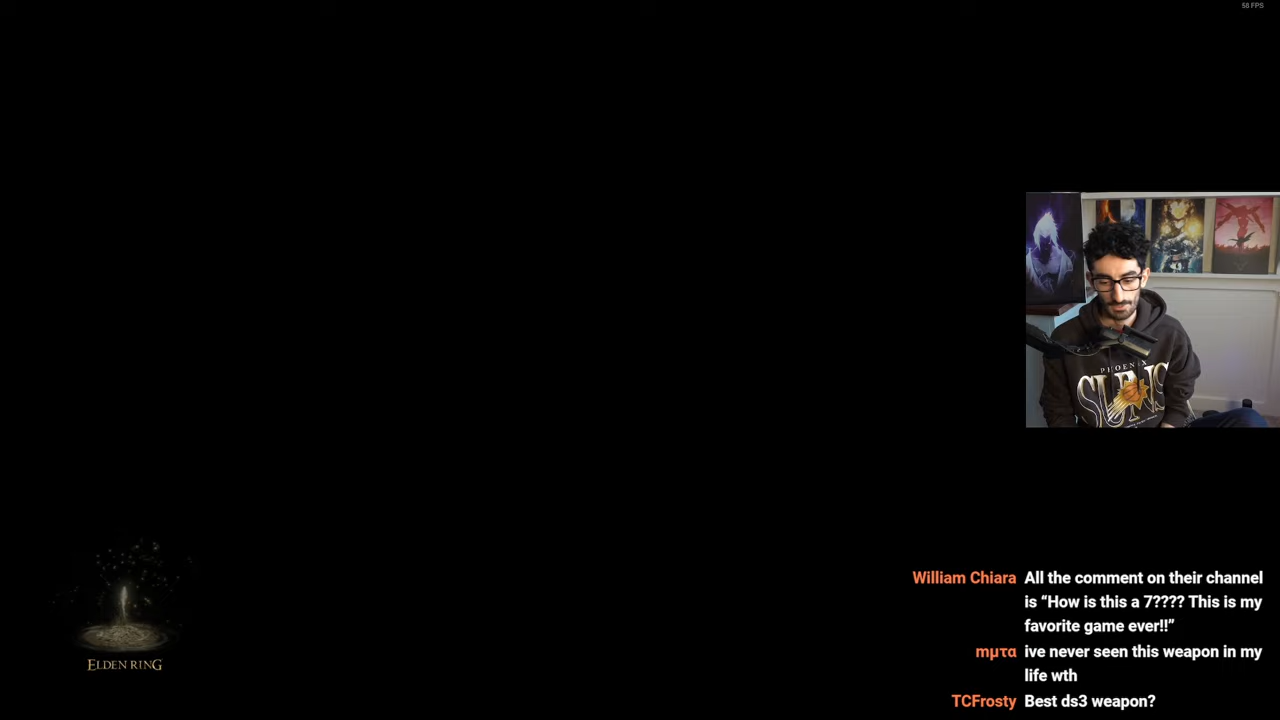 58 FPS
PHOENIX
SUNS
William Chiara All the comment on their channel
is “How is this a 7???? This is my
favorite game ever!!”
mμτα ive never seen this weapon in my
life wth
TCFrosty Best ds3 weapon?
ELDEN RING